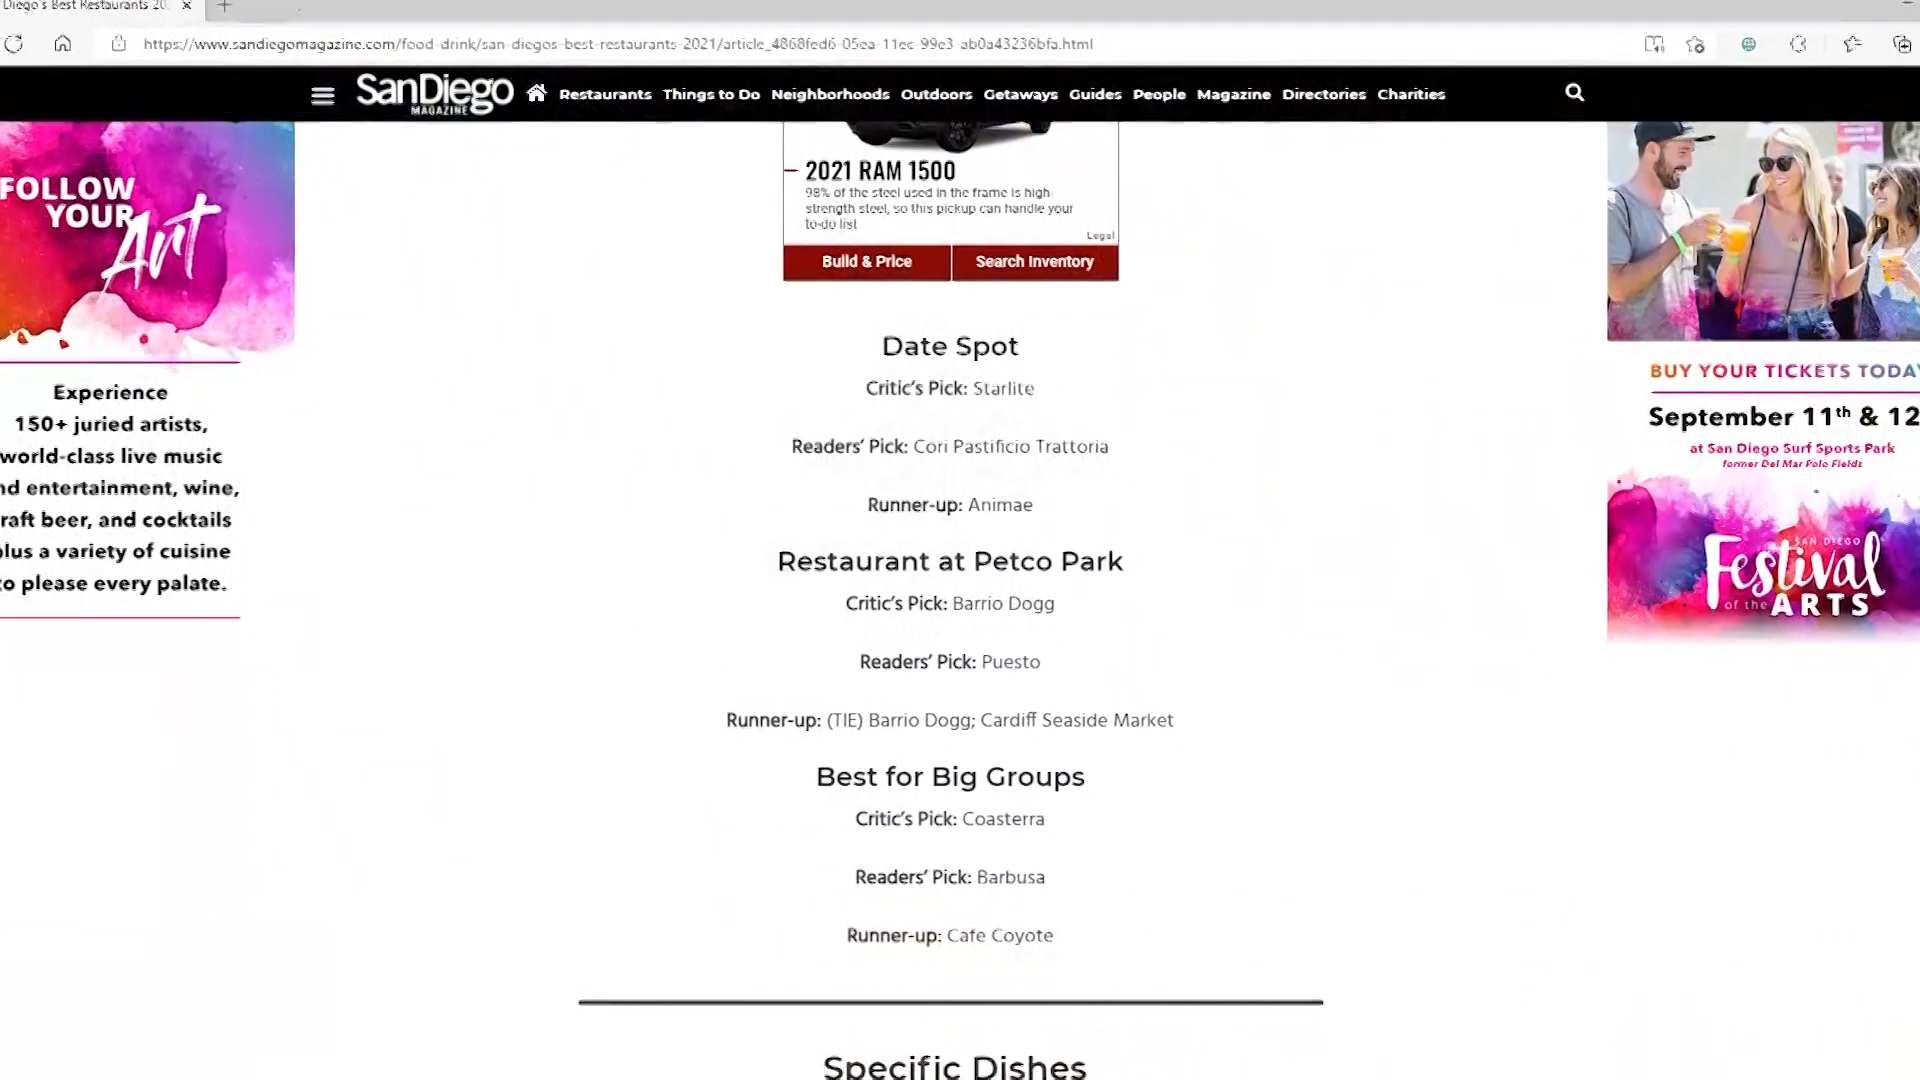 Diego's Best Restaurants 20
https://www.sandiegomagazine.com/food-drink/san-diegos-best-restaurants-2021/article_4868fed6-05ea-11ec-99e3-ab0a43236bfa.html
SanDiego
MAGAZINE
Restaurants Things to Do Neighborhoods Outdoors Getaways Guides People Magazine Directories Charities
FOLLOW
YOUR
Art
Experience
150+ juried artists,
world-class live music
nd entertainment, wine,
raft beer, and cocktails
plus a variety of cuisine
to please every palate.
2021 RAM 1500
98% of the steel used in the frame is high
strength steel, so this pickup can handle your
to-do list
Legal
Build & Price
Search Inventory
Date Spot
Critic's Pick: Starlite
Readers' Pick: Cori Pastificio Trattoria
Runner-up: Animae
Restaurant at Petco Park
Critic's Pick: Barrio Dogg
Readers' Pick: Puesto
Runner-up: (TIE) Barrio Dogg; Cardiff Seaside Market
Best for Big Groups
Critic's Pick: Coasterra
Readers' Pick: Barbusa
Runner-up: Cafe Coyote
Specific Dishes
BUY YOUR TICKETS TODAY
September 11th & 12
at San Diego Surf Sports Park
former Del Mar Polo Fields
SAN DIEGO
Festival
of the ARTS